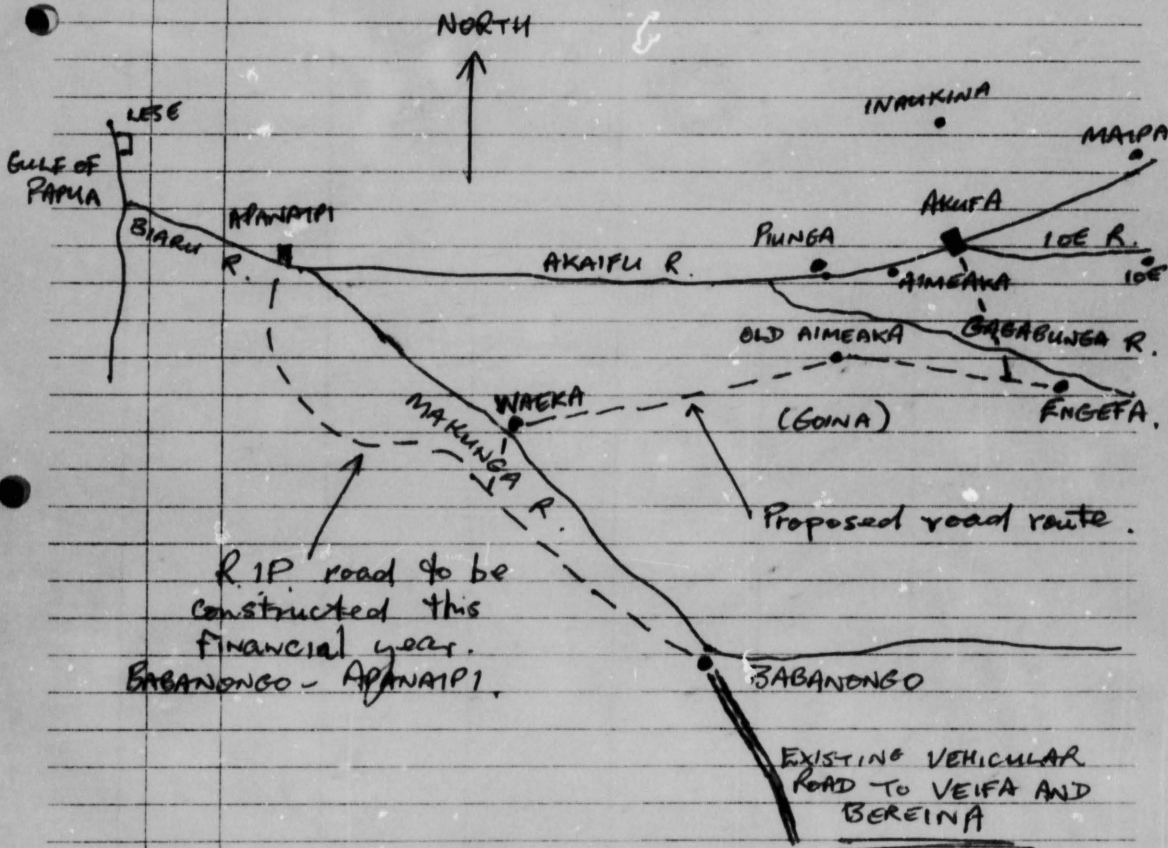 NORTH
INAUKINA
LESE
MAIPA
GULF OF
PAPUA
AKUFA
APANAIPI
BIARU
R.
PIUNGA
IOE R.
AKAIFU R.
AIMEAKA
IOE
OLD AIMEAKA
GAGABUNGA R.
WAEKA
MAKUNGA
R.
(GOINA)
ENGEFA.
Proposed road route.
R.I.P. road to be
constructed this
Financial year.
BABANONGO - APANAIPI.
BABANONGO
EXISTING VEHICULAR
ROAD TO VEIFA AND
BEREINA